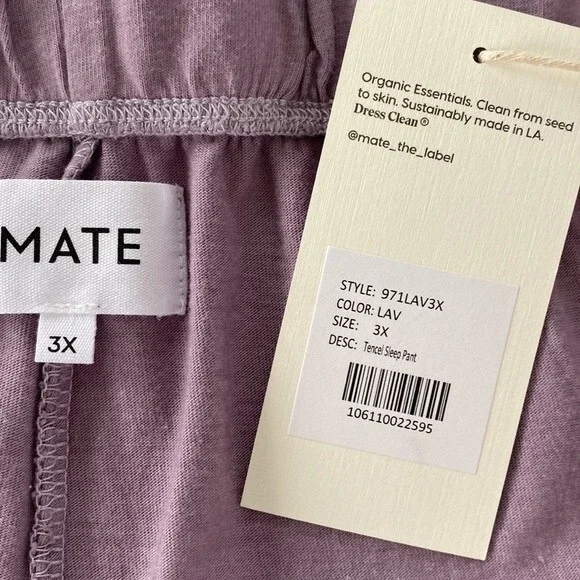 MATE
3X
Organic Essentials. Clean from seed
to skin. Sustainably made in LA.
Dress Clean®
@mate_the_label
STYLE: 971LAV3X
COLOR: LAV
SIZE: 3X
DESC: Tencel Sleep Pant
106110022595